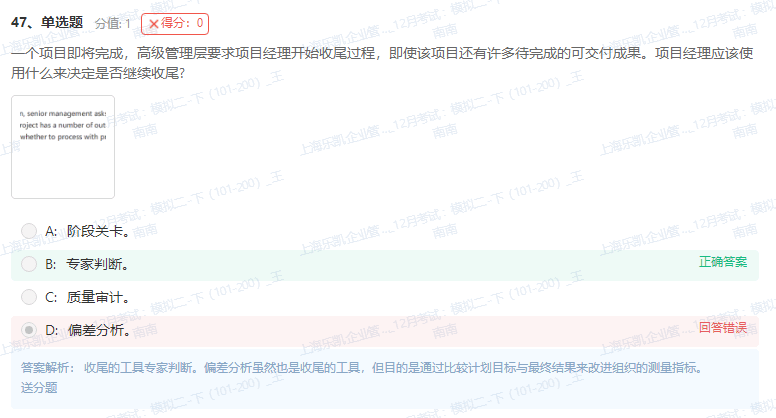 47、单选题 分值: 1 ×得分: 0
一个项目即将完成，高级管理层要求项目经理开始收尾过程，即使该项目还有许多待完成的可交付成果。项目经理应该使
用什么来决定是否继续收尾?
n, senior management asks
roject has a number of out
whether to process with pr
A: 阶段关卡。
B: 专家判断。 正确答案
C: 质量审计。
D: 偏差分析。 回答错误
答案解析: 收尾的工具专家判断。偏差分析虽然也是收尾的工具，但目的是通过比较计划目标与最终结果来改进组织的测量指标。
送分题
上海乐凯企业管..._12月考试：模拟二-下（101-200）_王
南南